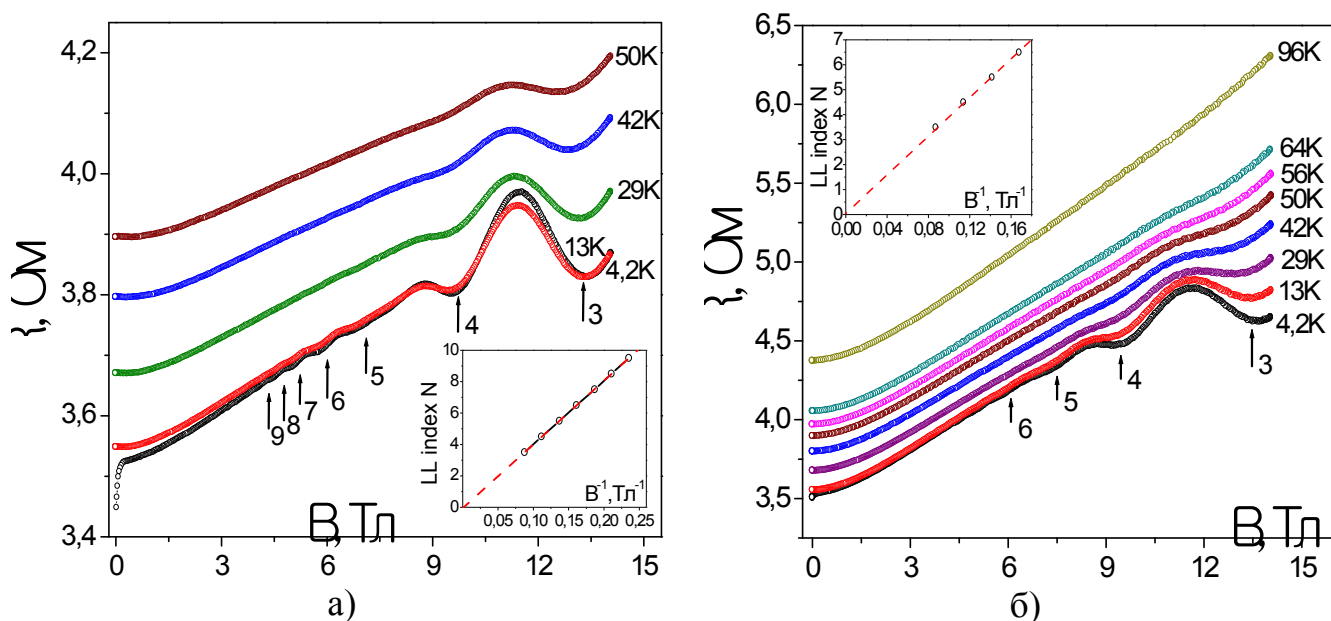 4,2
4,0
3,8
3,6
3,4
}, ОМ
50K
42K
29K
13K
4,2K
3
4
5
6
7
8
9
10
8
6
4
2
0
LL index N
B⁻¹,Тл⁻¹
0,05 0,10 0,15 0,20 0,25
В, Тл
0 3 6 9 12 15
а)
6,5
6,0
5,5
5,0
4,5
4,0
3,5
}, ОМ
7
6
5
4
3
2
1
0
LL index N
B⁻¹, Тл⁻¹
0,00 0,04 0,08 0,12 0,16
96K
64K
56K
50K
42K
29K
13K
4,2K
3
4
5
6
В, Тл
0 3 6 9 12 15
б)